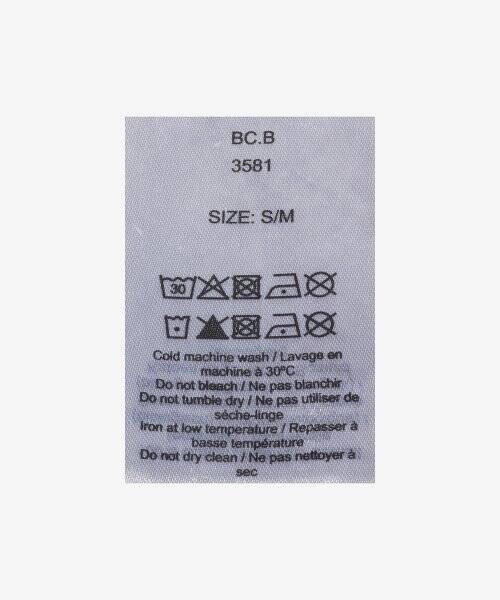 BC.B
3581
SIZE: S/M
30
Cold machine wash / Lavage en
machine à 30ºC
Do not bleach / Ne pas blanchir
Do not tumble dry / Ne pas utiliser de
sèche-linge
Iron at low temperature / Repasser à
basse température
Do not dry clean / Ne pas nettoyer à
sec